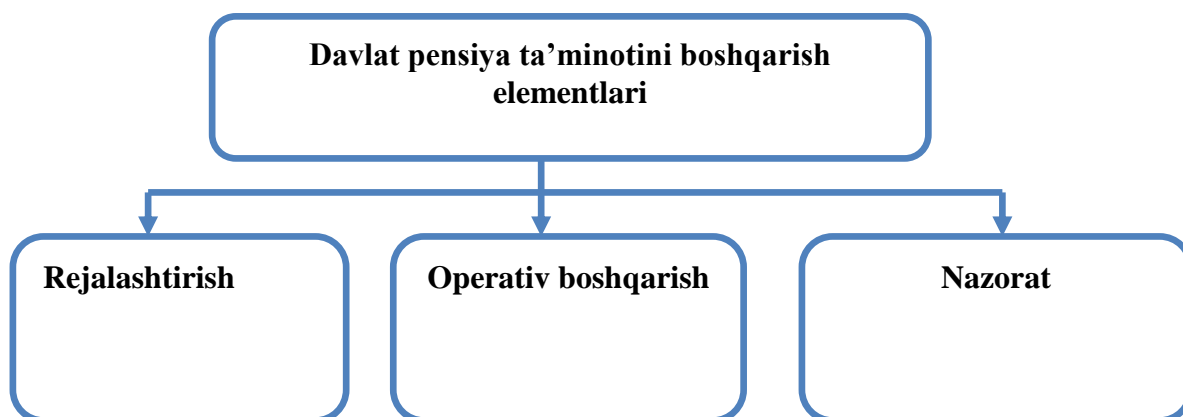 Davlat pensiya ta’minotini boshqarish
elementlari
Rejalashtirish
Operativ boshqarish
Nazorat